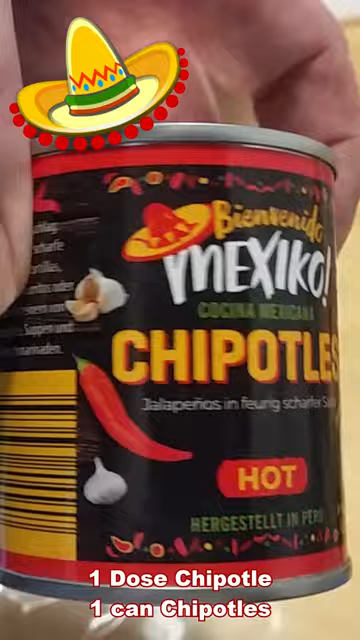 Bienvenido
MEXIKO!
COCINA MEXICANA
CHIPOTLES
Jalapeños in feurig scharfer
HOT
HERGESTELLT IN PERU
1 Dose Chipotle
1 can Chipotles